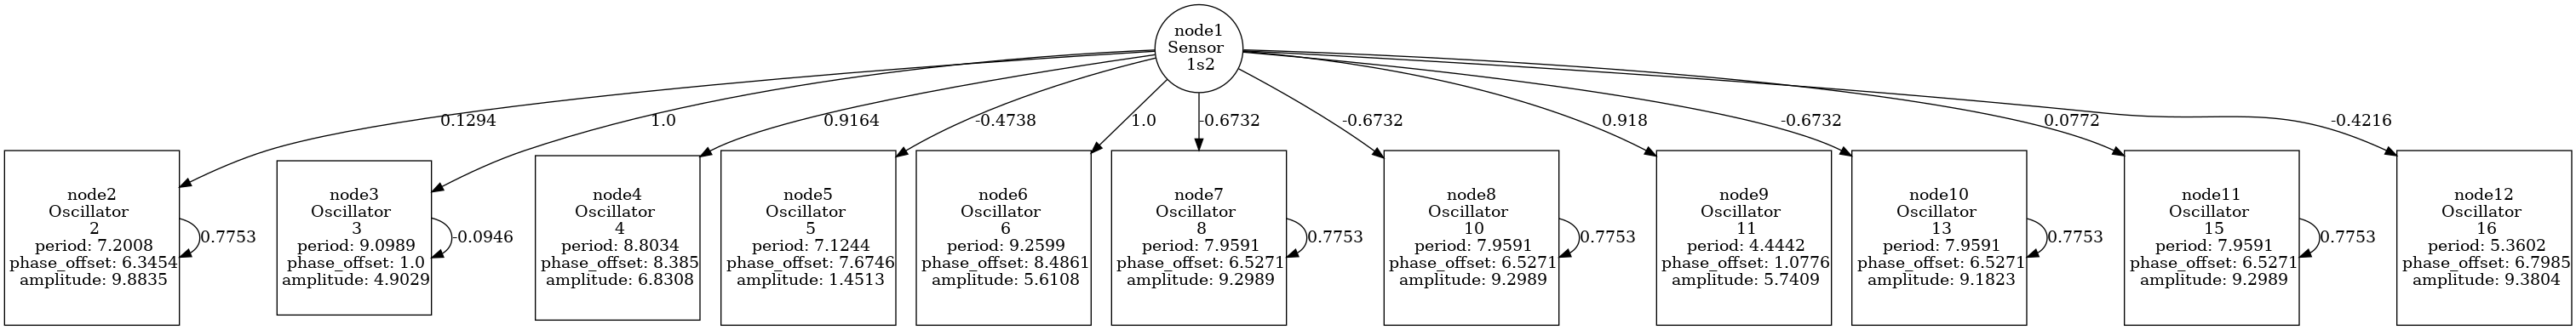 node1
Sensor
1s2
0.1294
1.0
0.9164
-0.4738
1.0
-0.6732
-0.6732
0.918
-0.6732
0.0772
-0.4216
node2
Oscillator
2
period: 7.2008
phase_offset: 6.3454
amplitude: 9.8835
0.7753
node3
Oscillator
3
period: 9.0989
phase_offset: 1.0
amplitude: 4.9029
-0.0946
node4
Oscillator
4
period: 8.8034
phase_offset: 8.385
amplitude: 6.8308
node5
Oscillator
5
period: 7.1244
phase_offset: 7.6746
amplitude: 1.4513
node6
Oscillator
6
period: 9.2599
phase_offset: 8.4861
amplitude: 5.6108
node7
Oscillator
8
period: 7.9591
phase_offset: 6.5271
amplitude: 9.2989
0.7753
node8
Oscillator
10
period: 7.9591
phase_offset: 6.5271
amplitude: 9.2989
0.7753
node9
Oscillator
11
period: 4.4442
phase_offset: 1.0776
amplitude: 5.7409
node10
Oscillator
13
period: 7.9591
phase_offset: 6.5271
amplitude: 9.1823
0.7753
node11
Oscillator
15
period: 7.9591
phase_offset: 6.5271
amplitude: 9.2989
0.7753
node12
Oscillator
16
period: 5.3602
phase_offset: 6.7985
amplitude: 9.3804